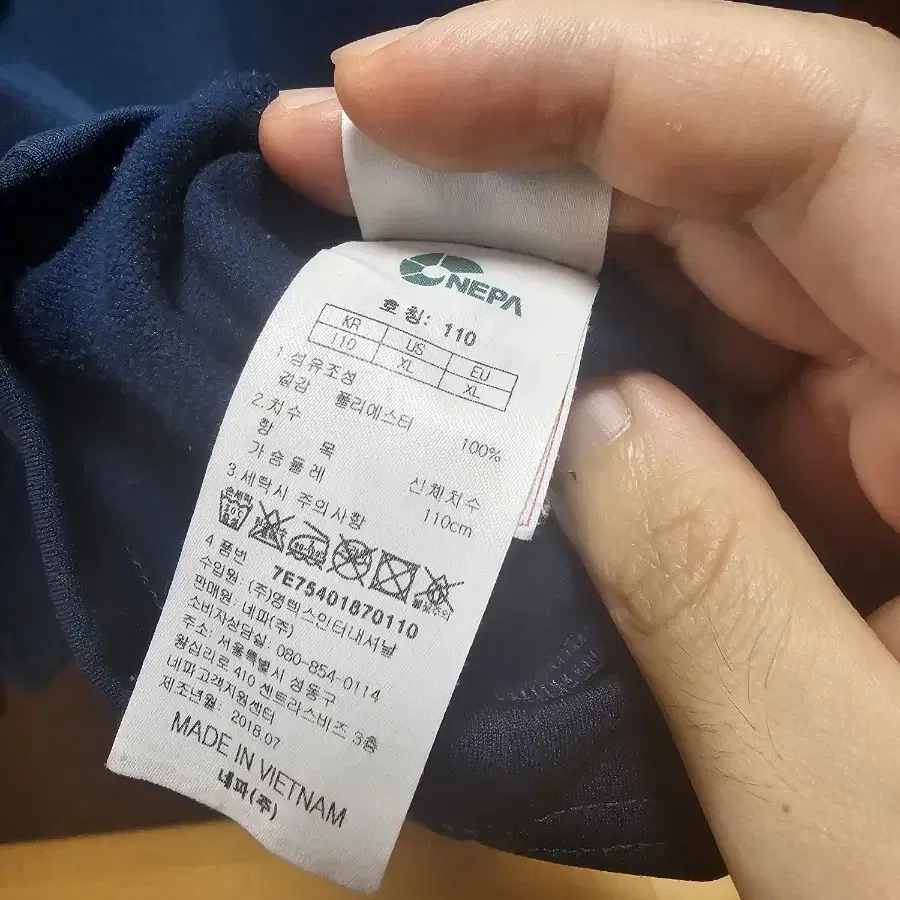 NEPA
호 칭: 110
KR US EU
110 XL XL
1.섬유조성
겉감 폴리에스터 100%
2.치수
항 목 신체치수
가슴둘레 110cm
3.세탁시 주의사항
4.품번
7E75401870110
수입원: (주)영텍스인터내셔날
판매원: 네파(주)
소비자상담실: 080-854-0114
주소: 서울특별시 성동구
왕십리로 410 센트라스비즈 3층
네파고객지원센터
제조년월: 2018.07
MADE IN VIETNAM
네파(주)